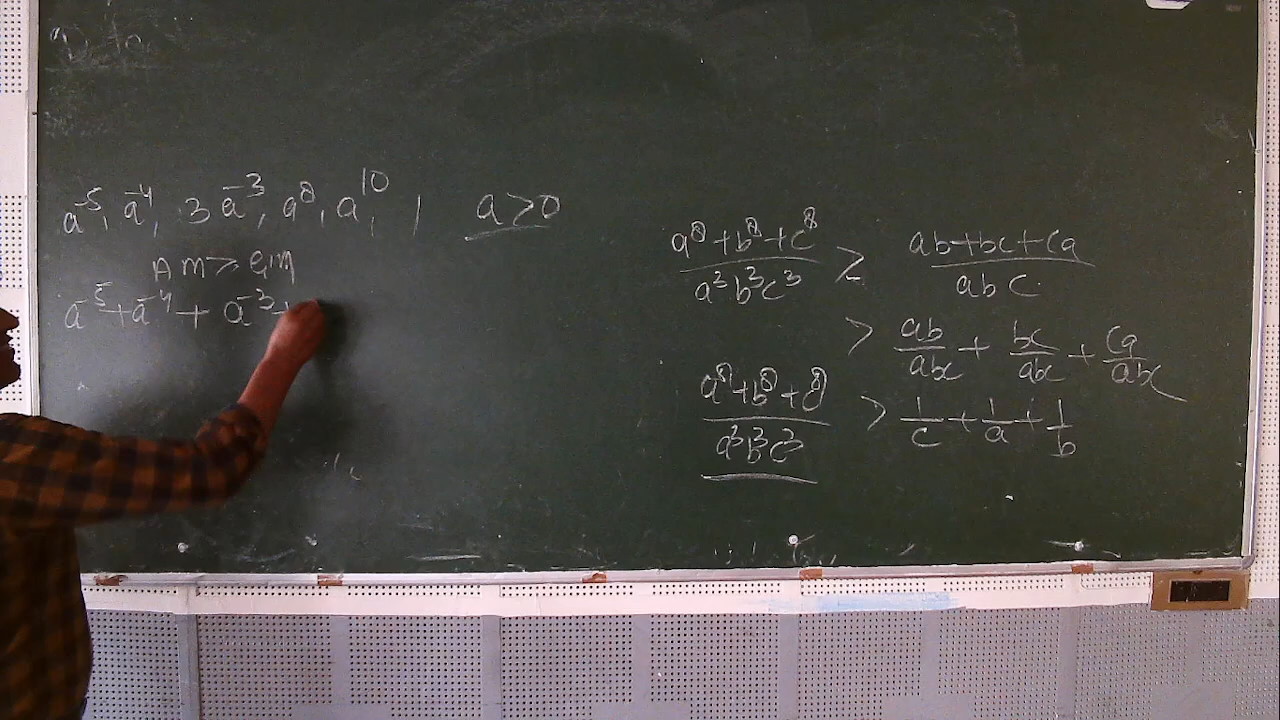 a⁻⁵, a⁻⁴, 3a⁻³, a⁸, a¹⁰, 1   a>0
AM ≥ GM
a⁻⁵ + a⁻⁴ + a⁻³ +
(a⁸+b⁸+c⁸)/(a³b³c³) ≥ (ab+bc+ca)/(abc)
> ab/abc + bc/abc + ca/abc
(a⁸+b⁸+c⁸)/(a³b³c³) > 1/c + 1/a + 1/b